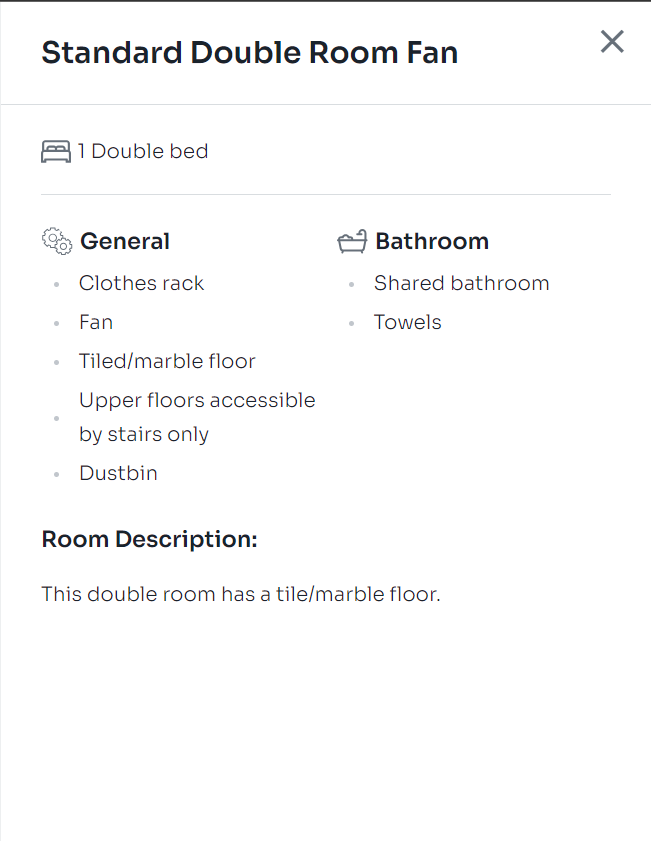 Standard Double Room Fan
1 Double bed
General
Clothes rack
Fan
Tiled/marble floor
Upper floors accessible
by stairs only
Dustbin
Bathroom
Shared bathroom
Towels
Room Description:
This double room has a tile/marble floor.